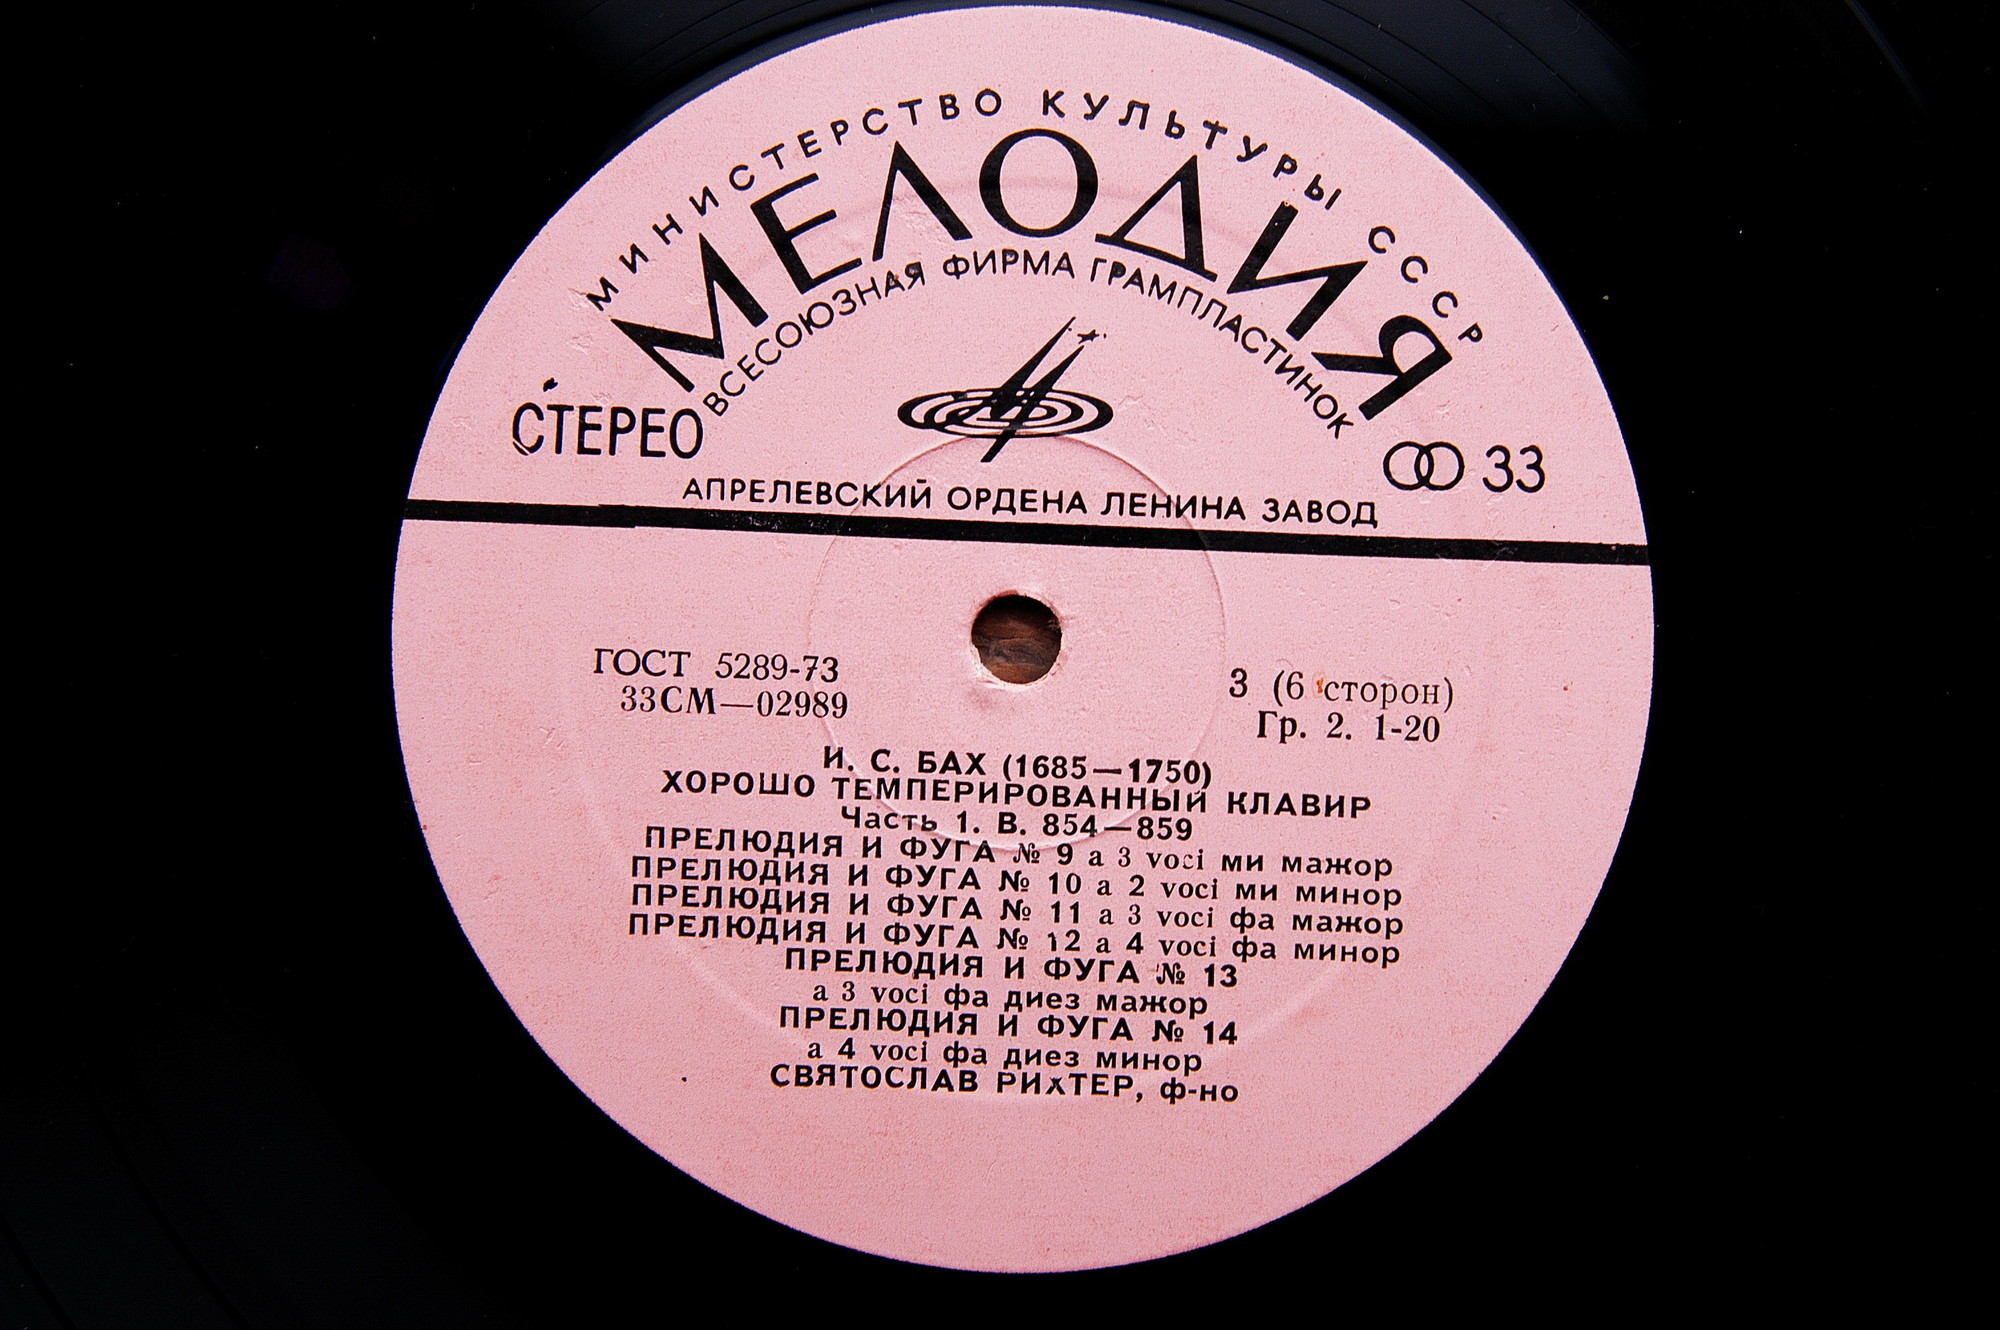 МИНИСТЕРСТВО КУЛЬТУРЫ СССР
МЕЛОДИЯ
ВСЕСОЮЗНАЯ ФИРМА ГРАМПЛАСТИНОК
СТЕРЕО
33
АПРЕЛЕВСКИЙ ОРДЕНА ЛЕНИНА ЗАВОД
ГОСТ 5289-73
33СМ—02989
3 (6 сторон)
Гр. 2. 1-20
И. С. БАХ (1685—1750)
ХОРОШО ТЕМПЕРИРОВАННЫЙ КЛАВИР
Часть 1. В. 854—859
ПРЕЛЮДИЯ И ФУГА № 9 a 3 voci ми мажор
ПРЕЛЮДИЯ И ФУГА № 10 a 2 voci ми минор
ПРЕЛЮДИЯ И ФУГА № 11 a 3 voci фа мажор
ПРЕЛЮДИЯ И ФУГА № 12 a 4 voci фа минор
ПРЕЛЮДИЯ И ФУГА № 13
a 3 voci фа диез мажор
ПРЕЛЮДИЯ И ФУГА № 14
a 4 voci фа диез минор
СВЯТОСЛАВ РИХТЕР, ф-но